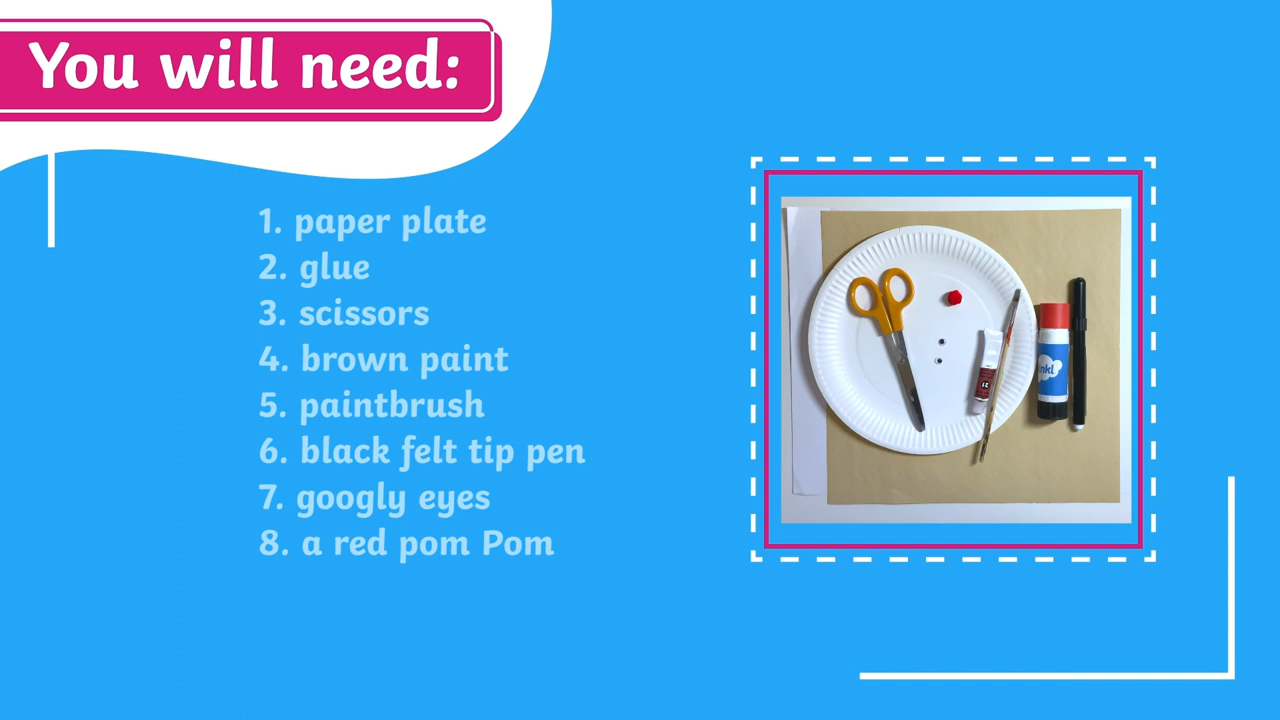 You will need:
1. paper plate
2. glue
3. scissors
4. brown paint
5. paintbrush
6. black felt tip pen
7. googly eyes
8. a red pom Pom
inkl